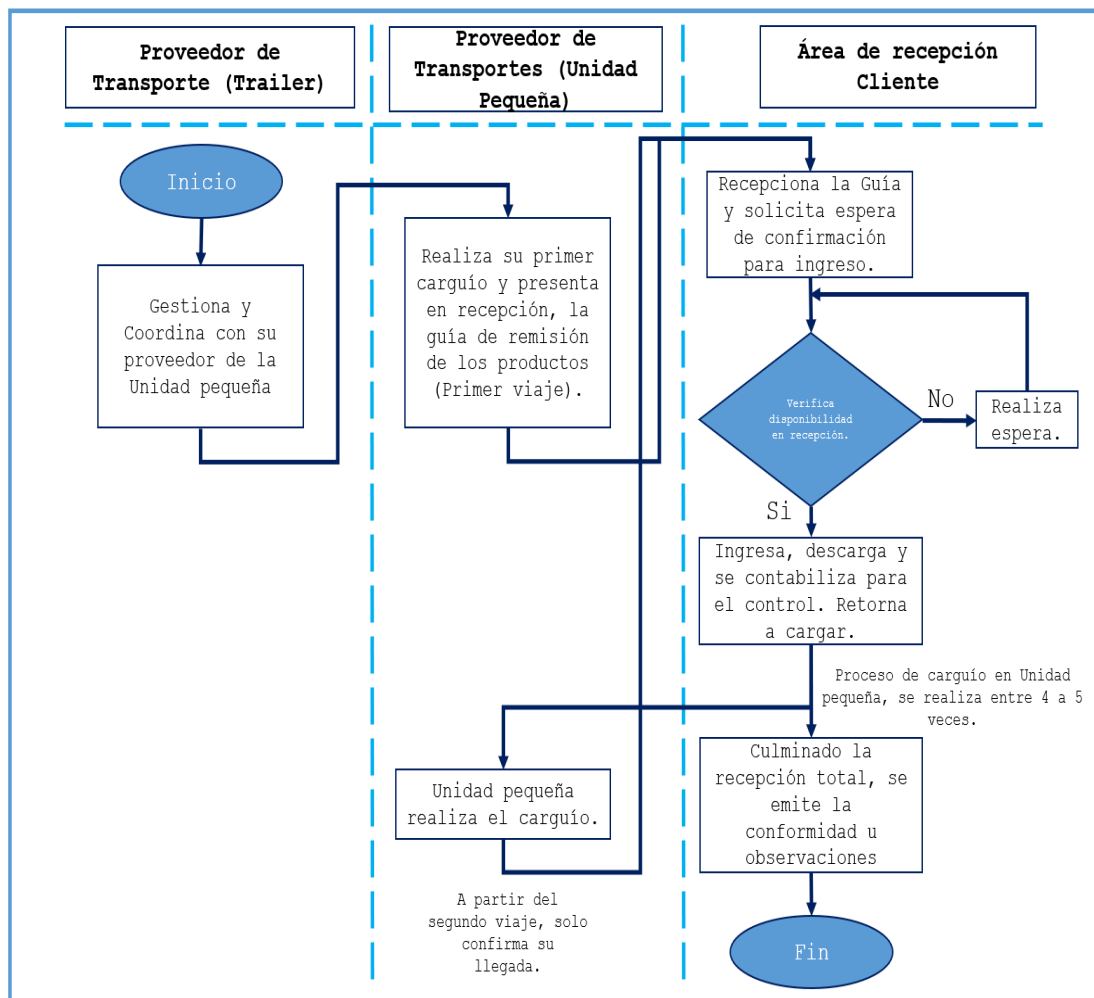 Proveedor de
Transporte (Trailer)
Proveedor de
Transportes (Unidad
Pequeña)
Área de recepción
Cliente
Inicio
Gestiona y
Coordina con su
proveedor de la
Unidad pequeña
Realiza su primer
carguío y presenta
en recepción, la
guía de remisión
de los productos
(Primer viaje).
Recepciona la Guía
y solicita espera
de confirmación
para ingreso.
Verifica
disponibilidad
en recepción.
No
Realiza
espera.
Si
Ingresa, descarga y
se contabiliza para
el control. Retorna
a cargar.
Proceso de carguío en Unidad
pequeña, se realiza entre 4 a 5
veces.
Unidad pequeña
realiza el carguío.
A partir del
segundo viaje, solo
confirma su
llegada.
Culminado la
recepción total, se
emite la
conformidad u
observaciones
Fin